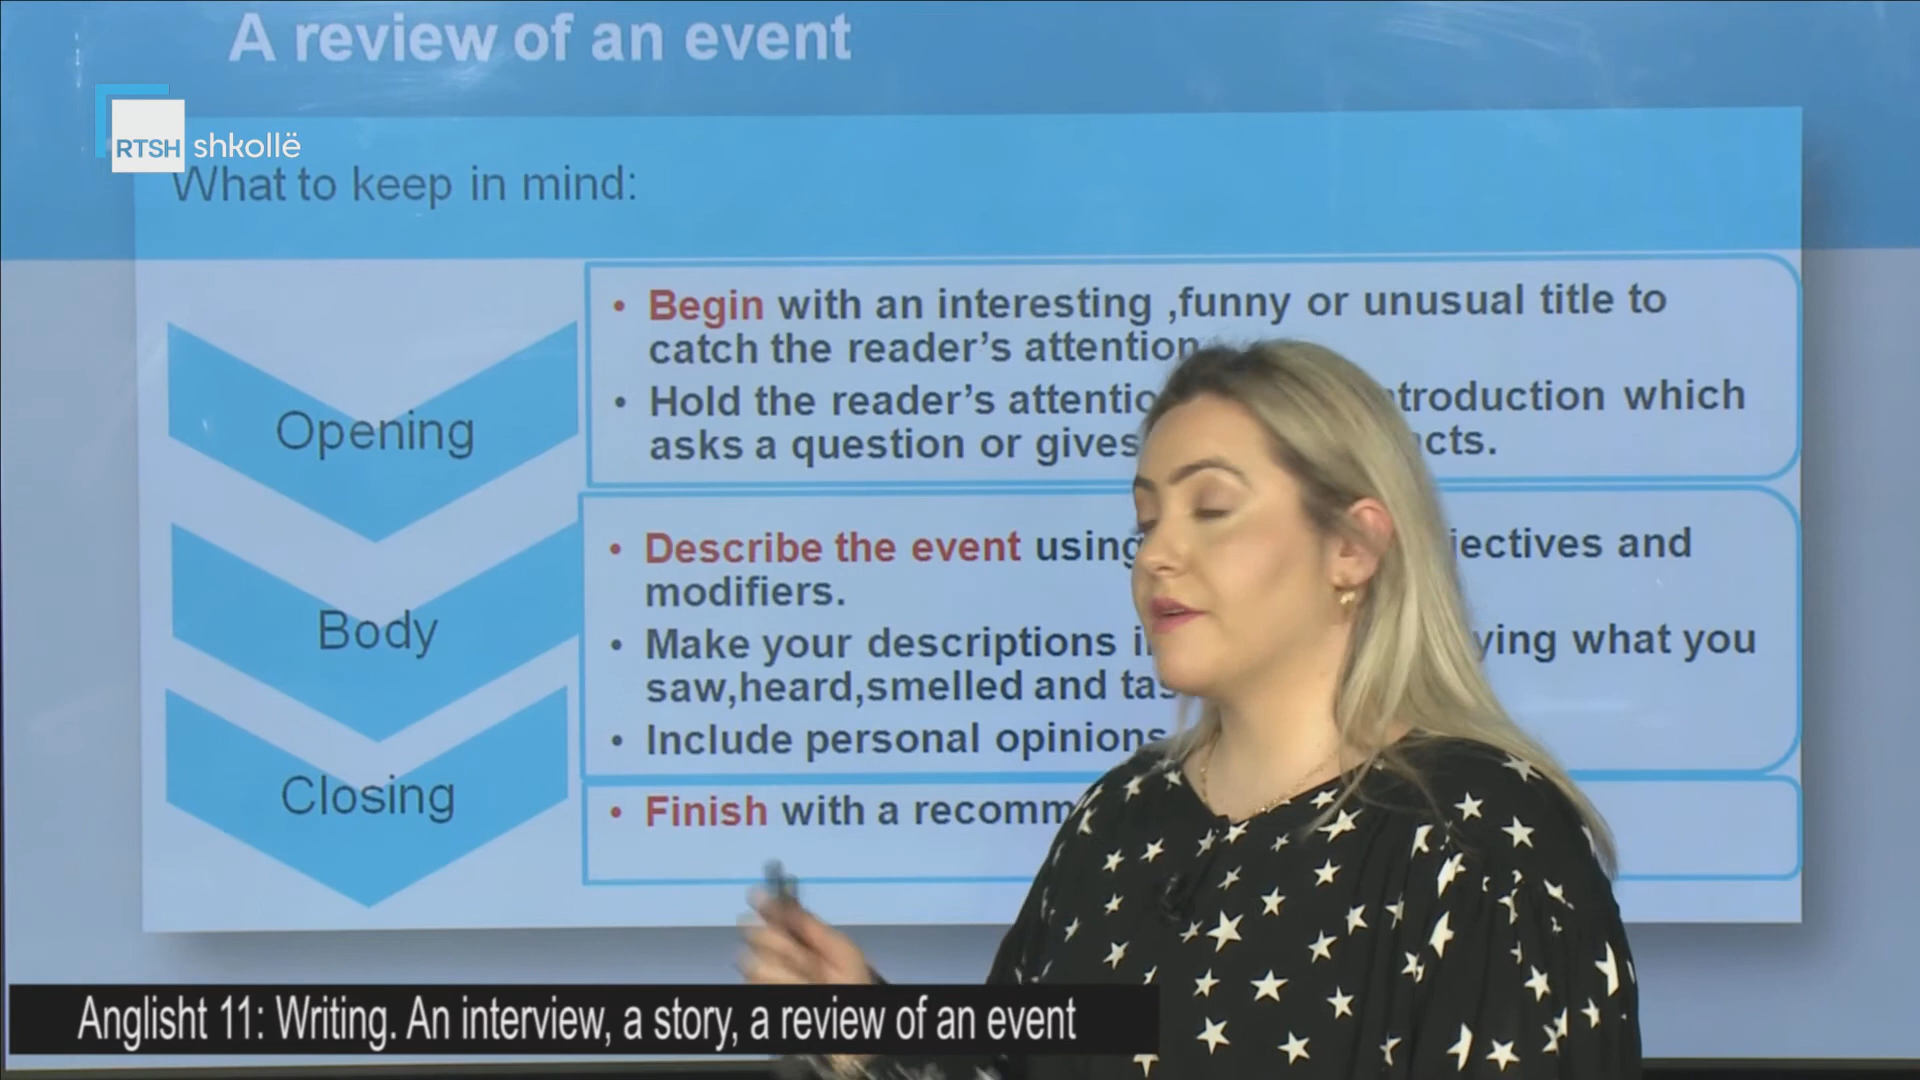 A review of an event
RTSH shkollë
What to keep in mind:
Opening
• Begin with an interesting ,funny or unusual title to
catch the reader's attention
• Hold the reader's attentio troduction which
asks a question or gives cts.
Body
• Describe the event using jectives and
modifiers.
• Make your descriptions i ying what you
saw,heard,smelled and tas
• Include personal opinions
Closing
• Finish with a recomm
Anglisht 11: Writing. An interview, a story, a review of an event